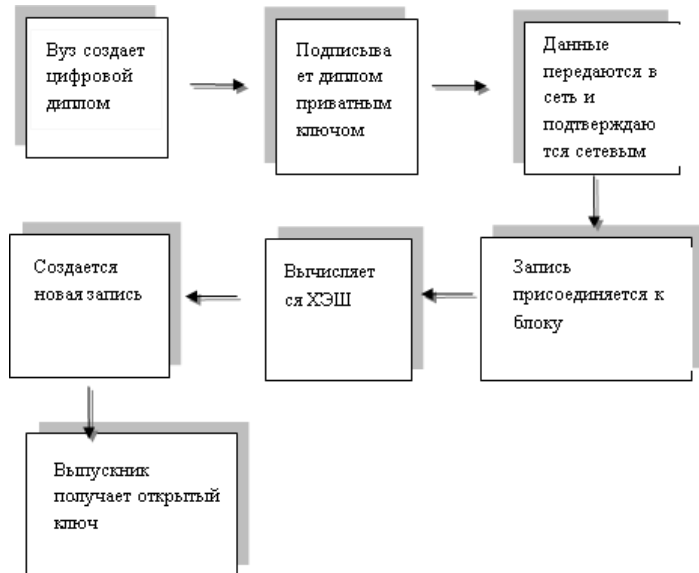 Вуз создает
цифровой
диплом
Подписыва
ет диплом
приватным
ключом
Данные
передаются в
сеть и
подтверждаю
тся сетевым
Запись
присоединяется к
блоку
Вычисляет
ся ХЭШ
Создается
новая запись
Выпускник
получает открытый
ключ